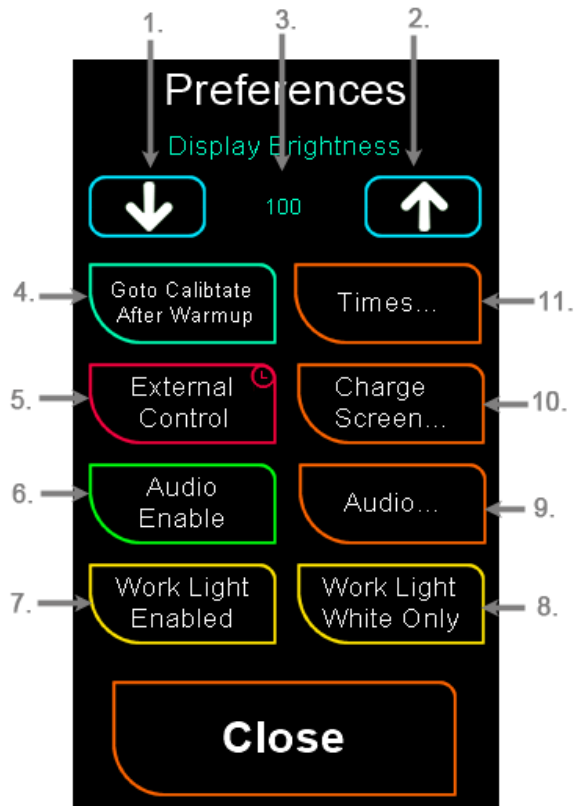 1. 3. 2.
Preferences
Display Brightness
100
4. Goto Calibtate
After Warmup
Times... 11.
5. External
Control
Charge
Screen... 10.
6. Audio
Enable
Audio... 9.
7. Work Light
Enabled
Work Light
White Only 8.
Close